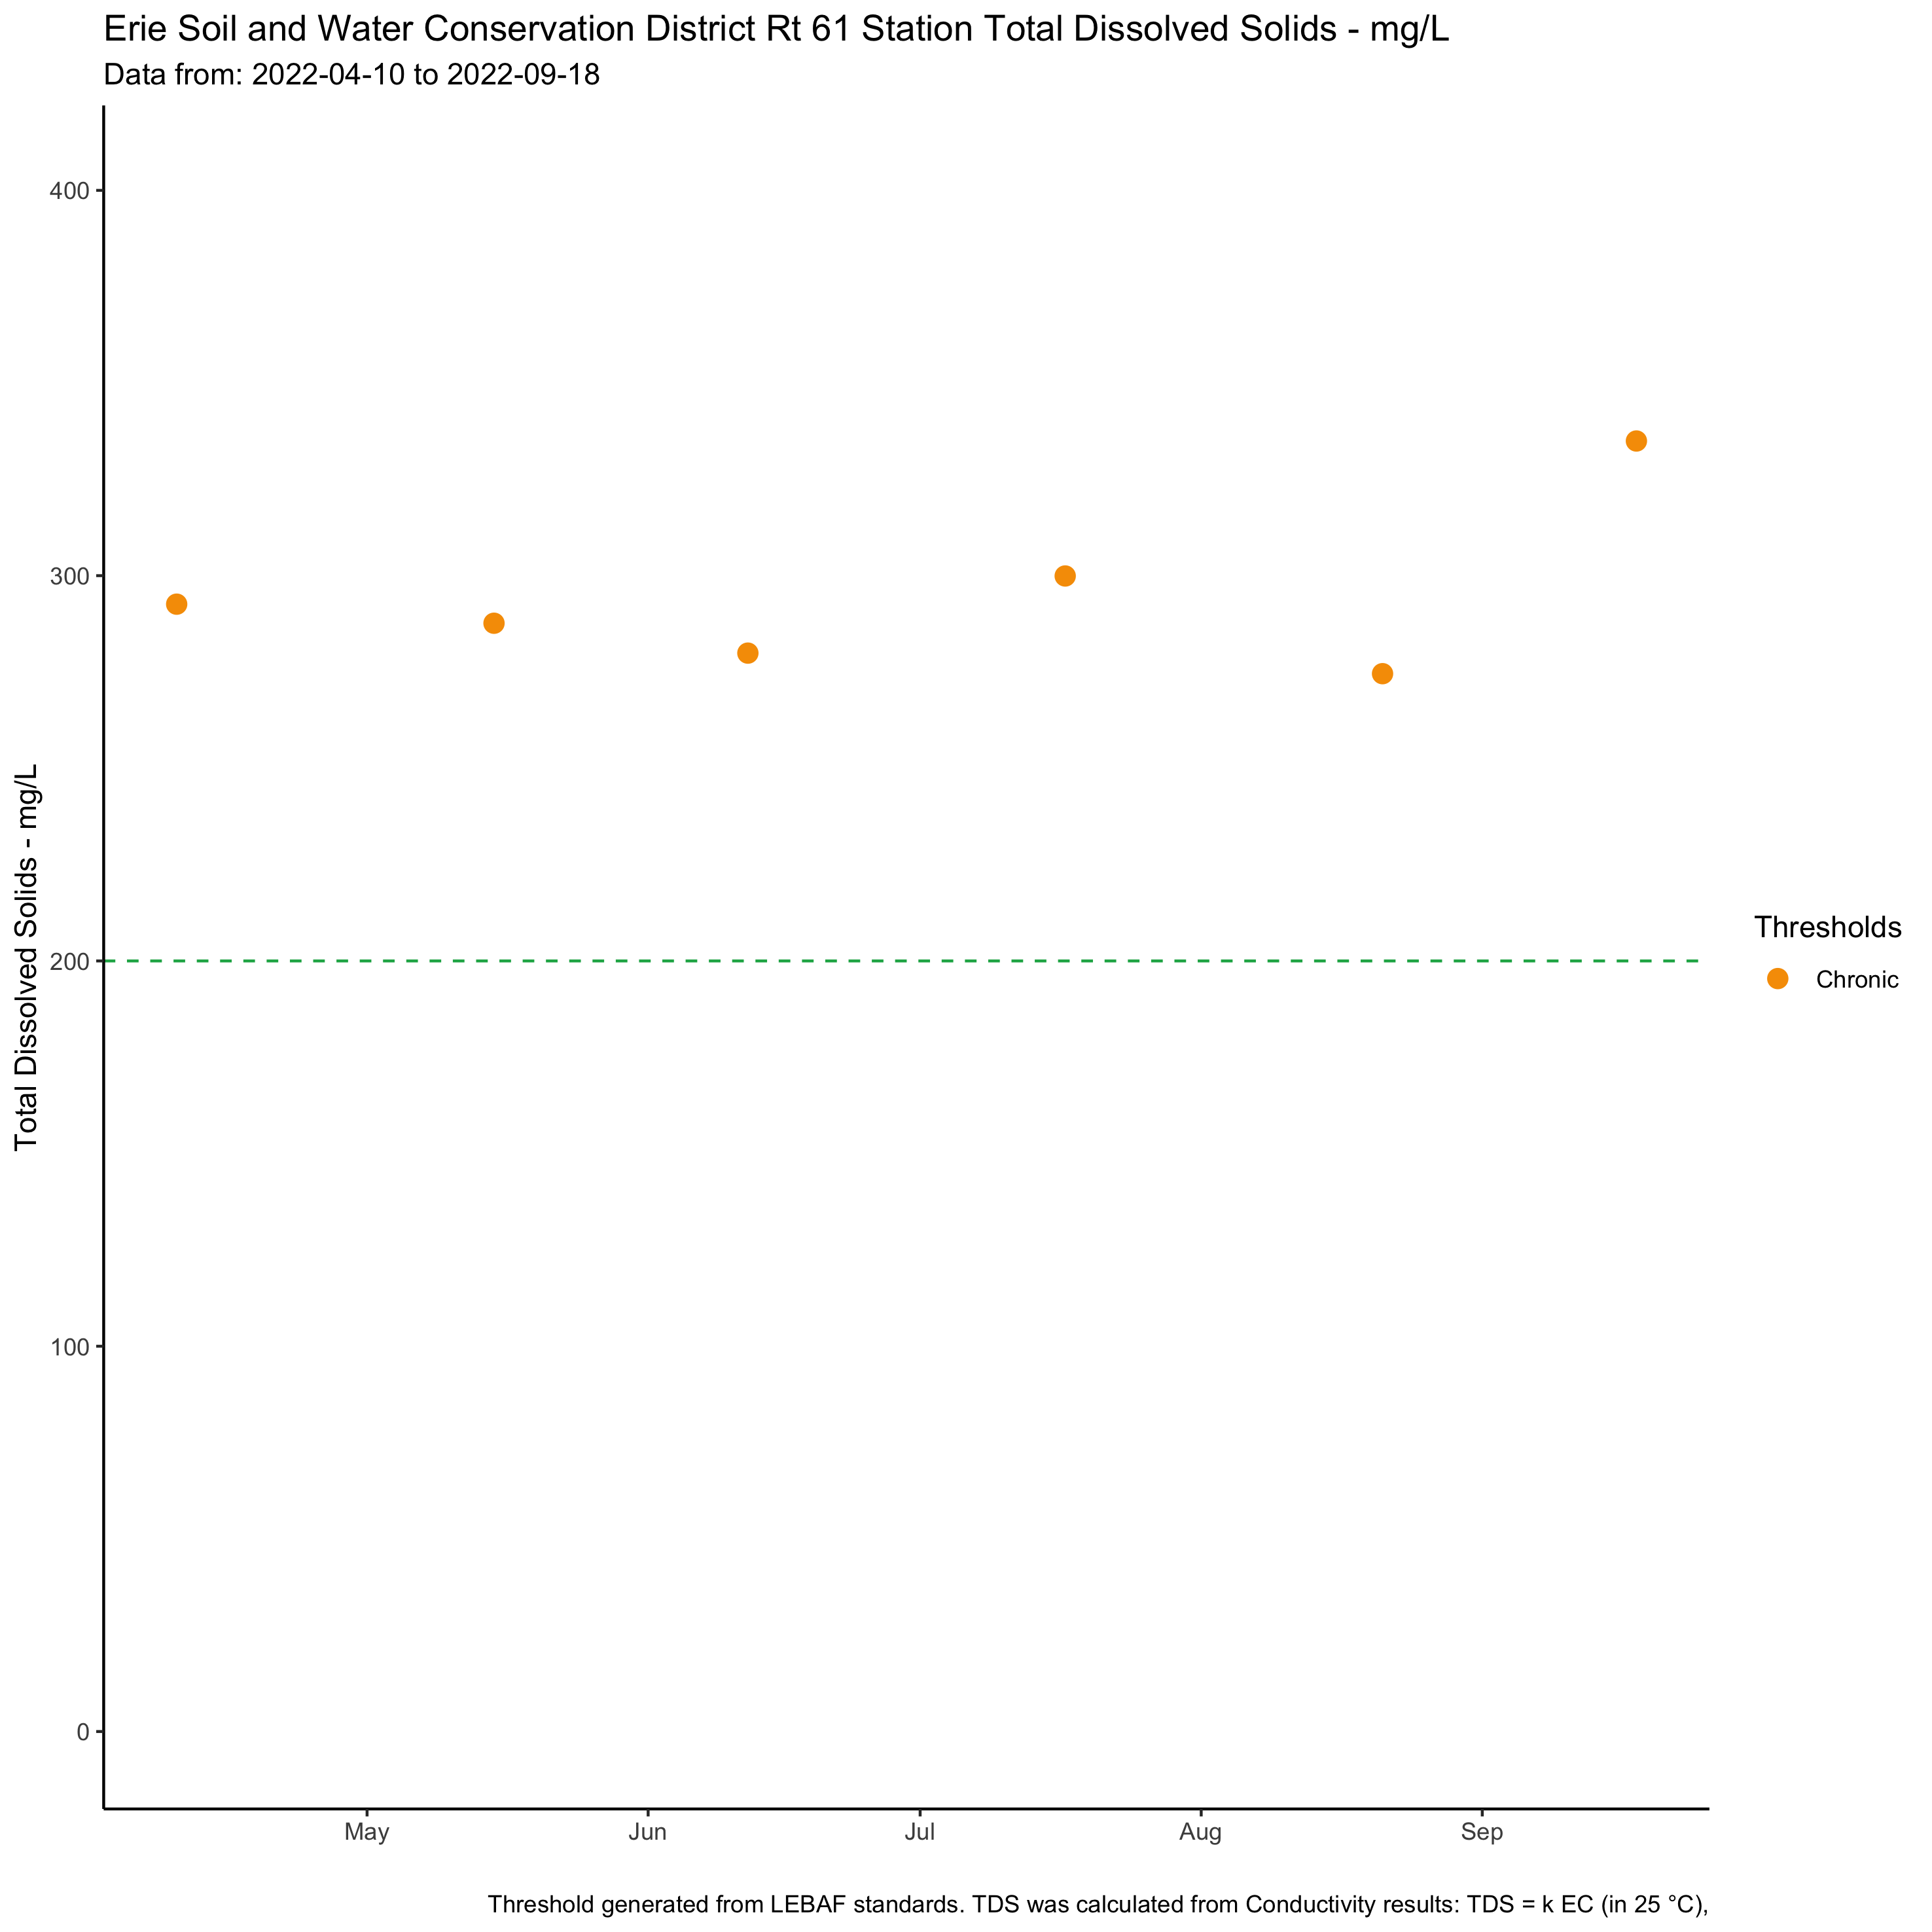 Erie Soil and Water Conservation District Rt 61 Station Total Dissolved Solids - mg/L
Data from: 2022-04-10 to 2022-09-18
Total Dissolved Solids - mg/L
400
300
200
100
0
May Jun Jul Aug Sep
Thresholds
Chronic
Threshold generated from LEBAF standards. TDS was calculated from Conductivity results: TDS = k EC (in 25 °C),